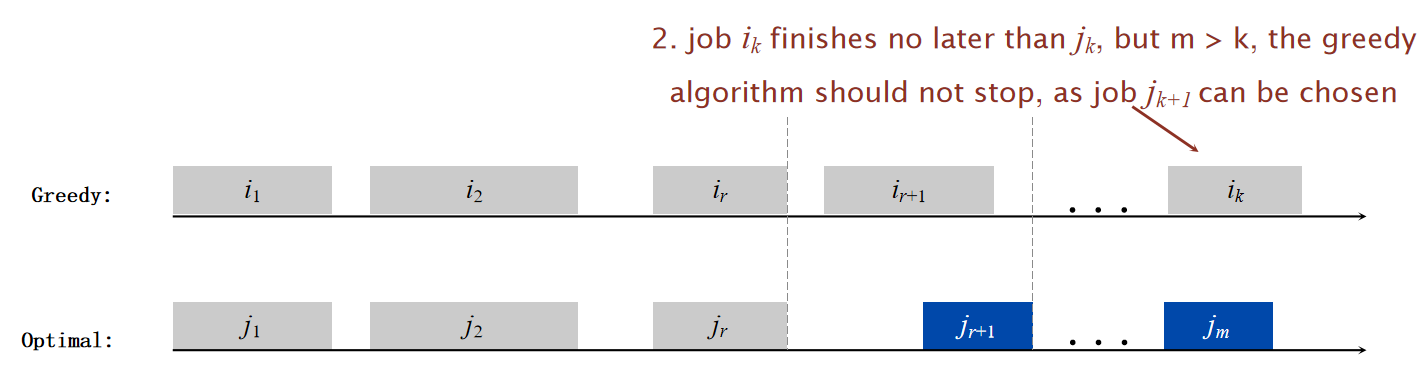 2. job i_k finishes no later than j_k, but m > k, the greedy
algorithm should not stop, as job j_{k+1} can be chosen
Greedy: i_1 i_2 i_r i_{r+1} . . . i_k
Optimal: j_1 j_2 j_r j_{r+1} . . . j_m